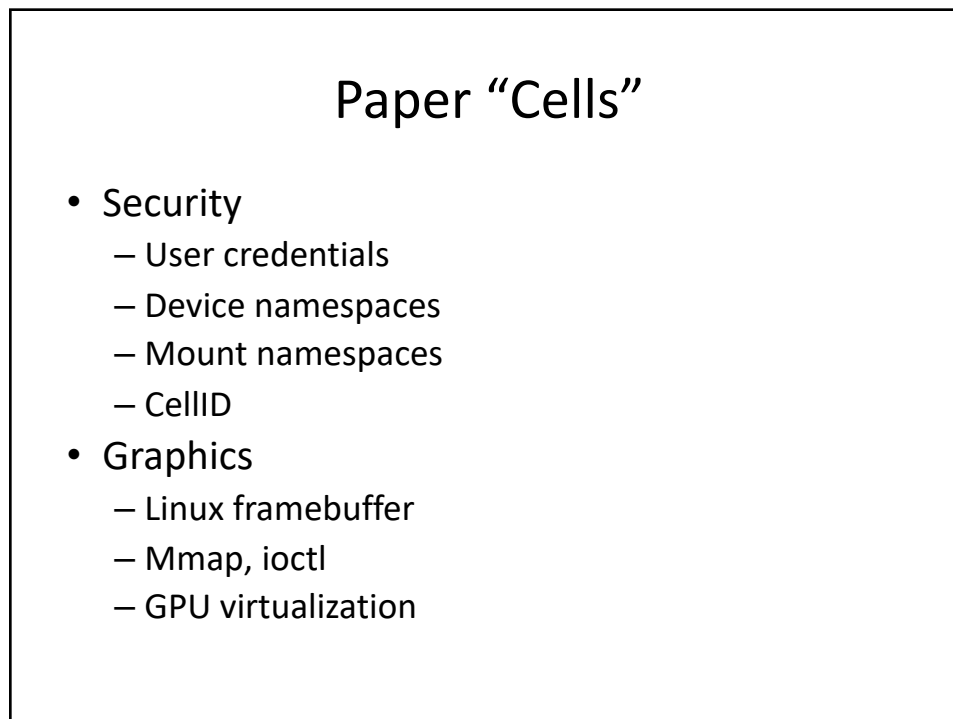 Paper “Cells”
• Security
– User credentials
– Device namespaces
– Mount namespaces
– CellID
• Graphics
– Linux framebuffer
– Mmap, ioctl
– GPU virtualization